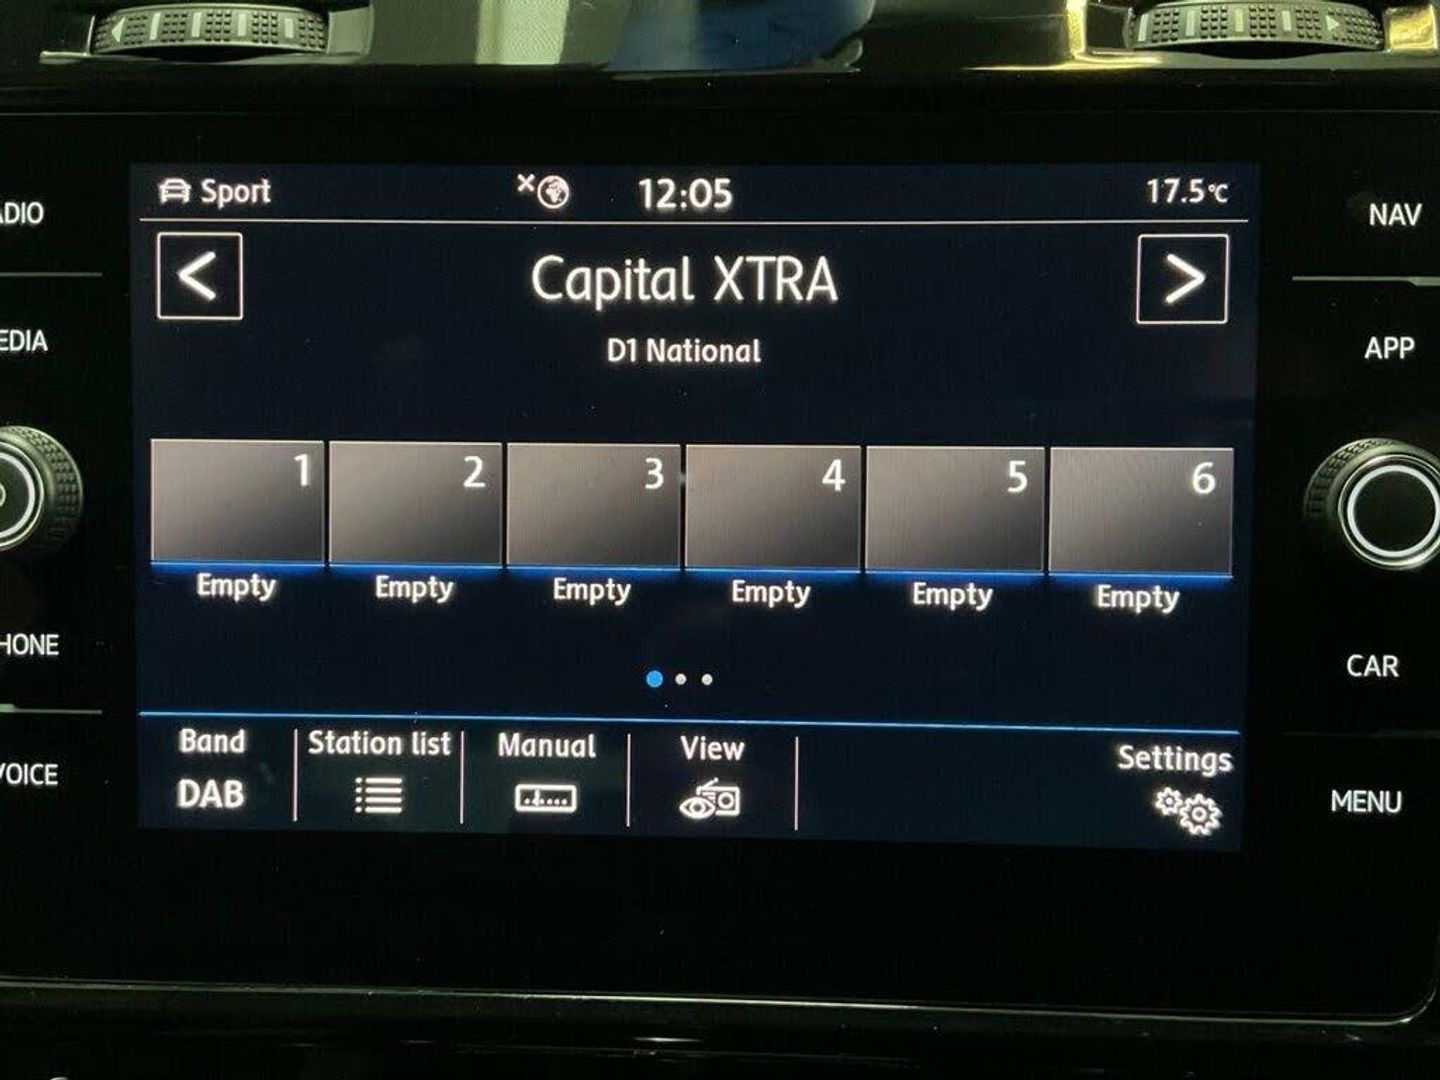 Sport
12:05
17.5°C
<
Capital XTRA
>
D1 National
1
2
3
4
5
6
Empty
Empty
Empty
Empty
Empty
Empty
Band
DAB
Station list
Manual
View
Settings
ADIO
EDIA
HONE
VOICE
NAV
APP
CAR
MENU